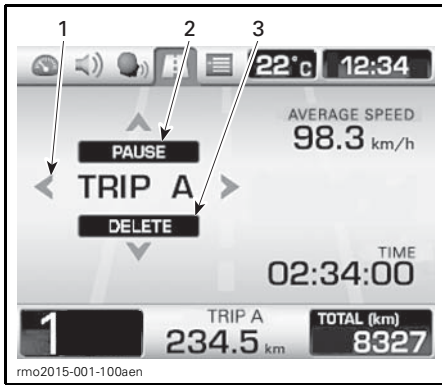 1 2 3
22°c 12:34
AVERAGE SPEED
98.3 km/h
PAUSE
TRIP A
DELETE
TIME
02:34:00
1
TRIP A
234.5 km
TOTAL (km)
8327
rmo2015-001-100aen